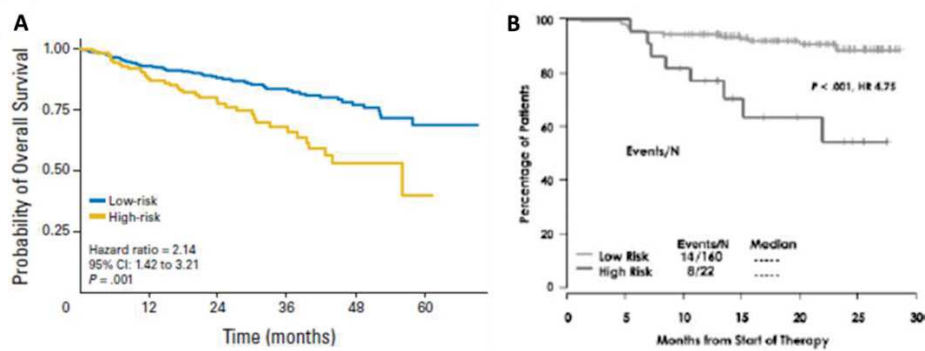 A
Probability of Overall Survival
1.00
0.75
0.50
0.25
Low-risk
High-risk
Hazard ratio = 2.14
95% CI: 1.42 to 3.21
P = .001
0 12 24 36 48 60
Time (months)
B
Percentage of Patients
100
80
60
40
20
0
P < .001, HR 4.75
Events/N
Events/N Median
Low Risk 14/160 -----
High Risk 8/22 -----
0 5 10 15 20 25 300
Months from Start of Therapy